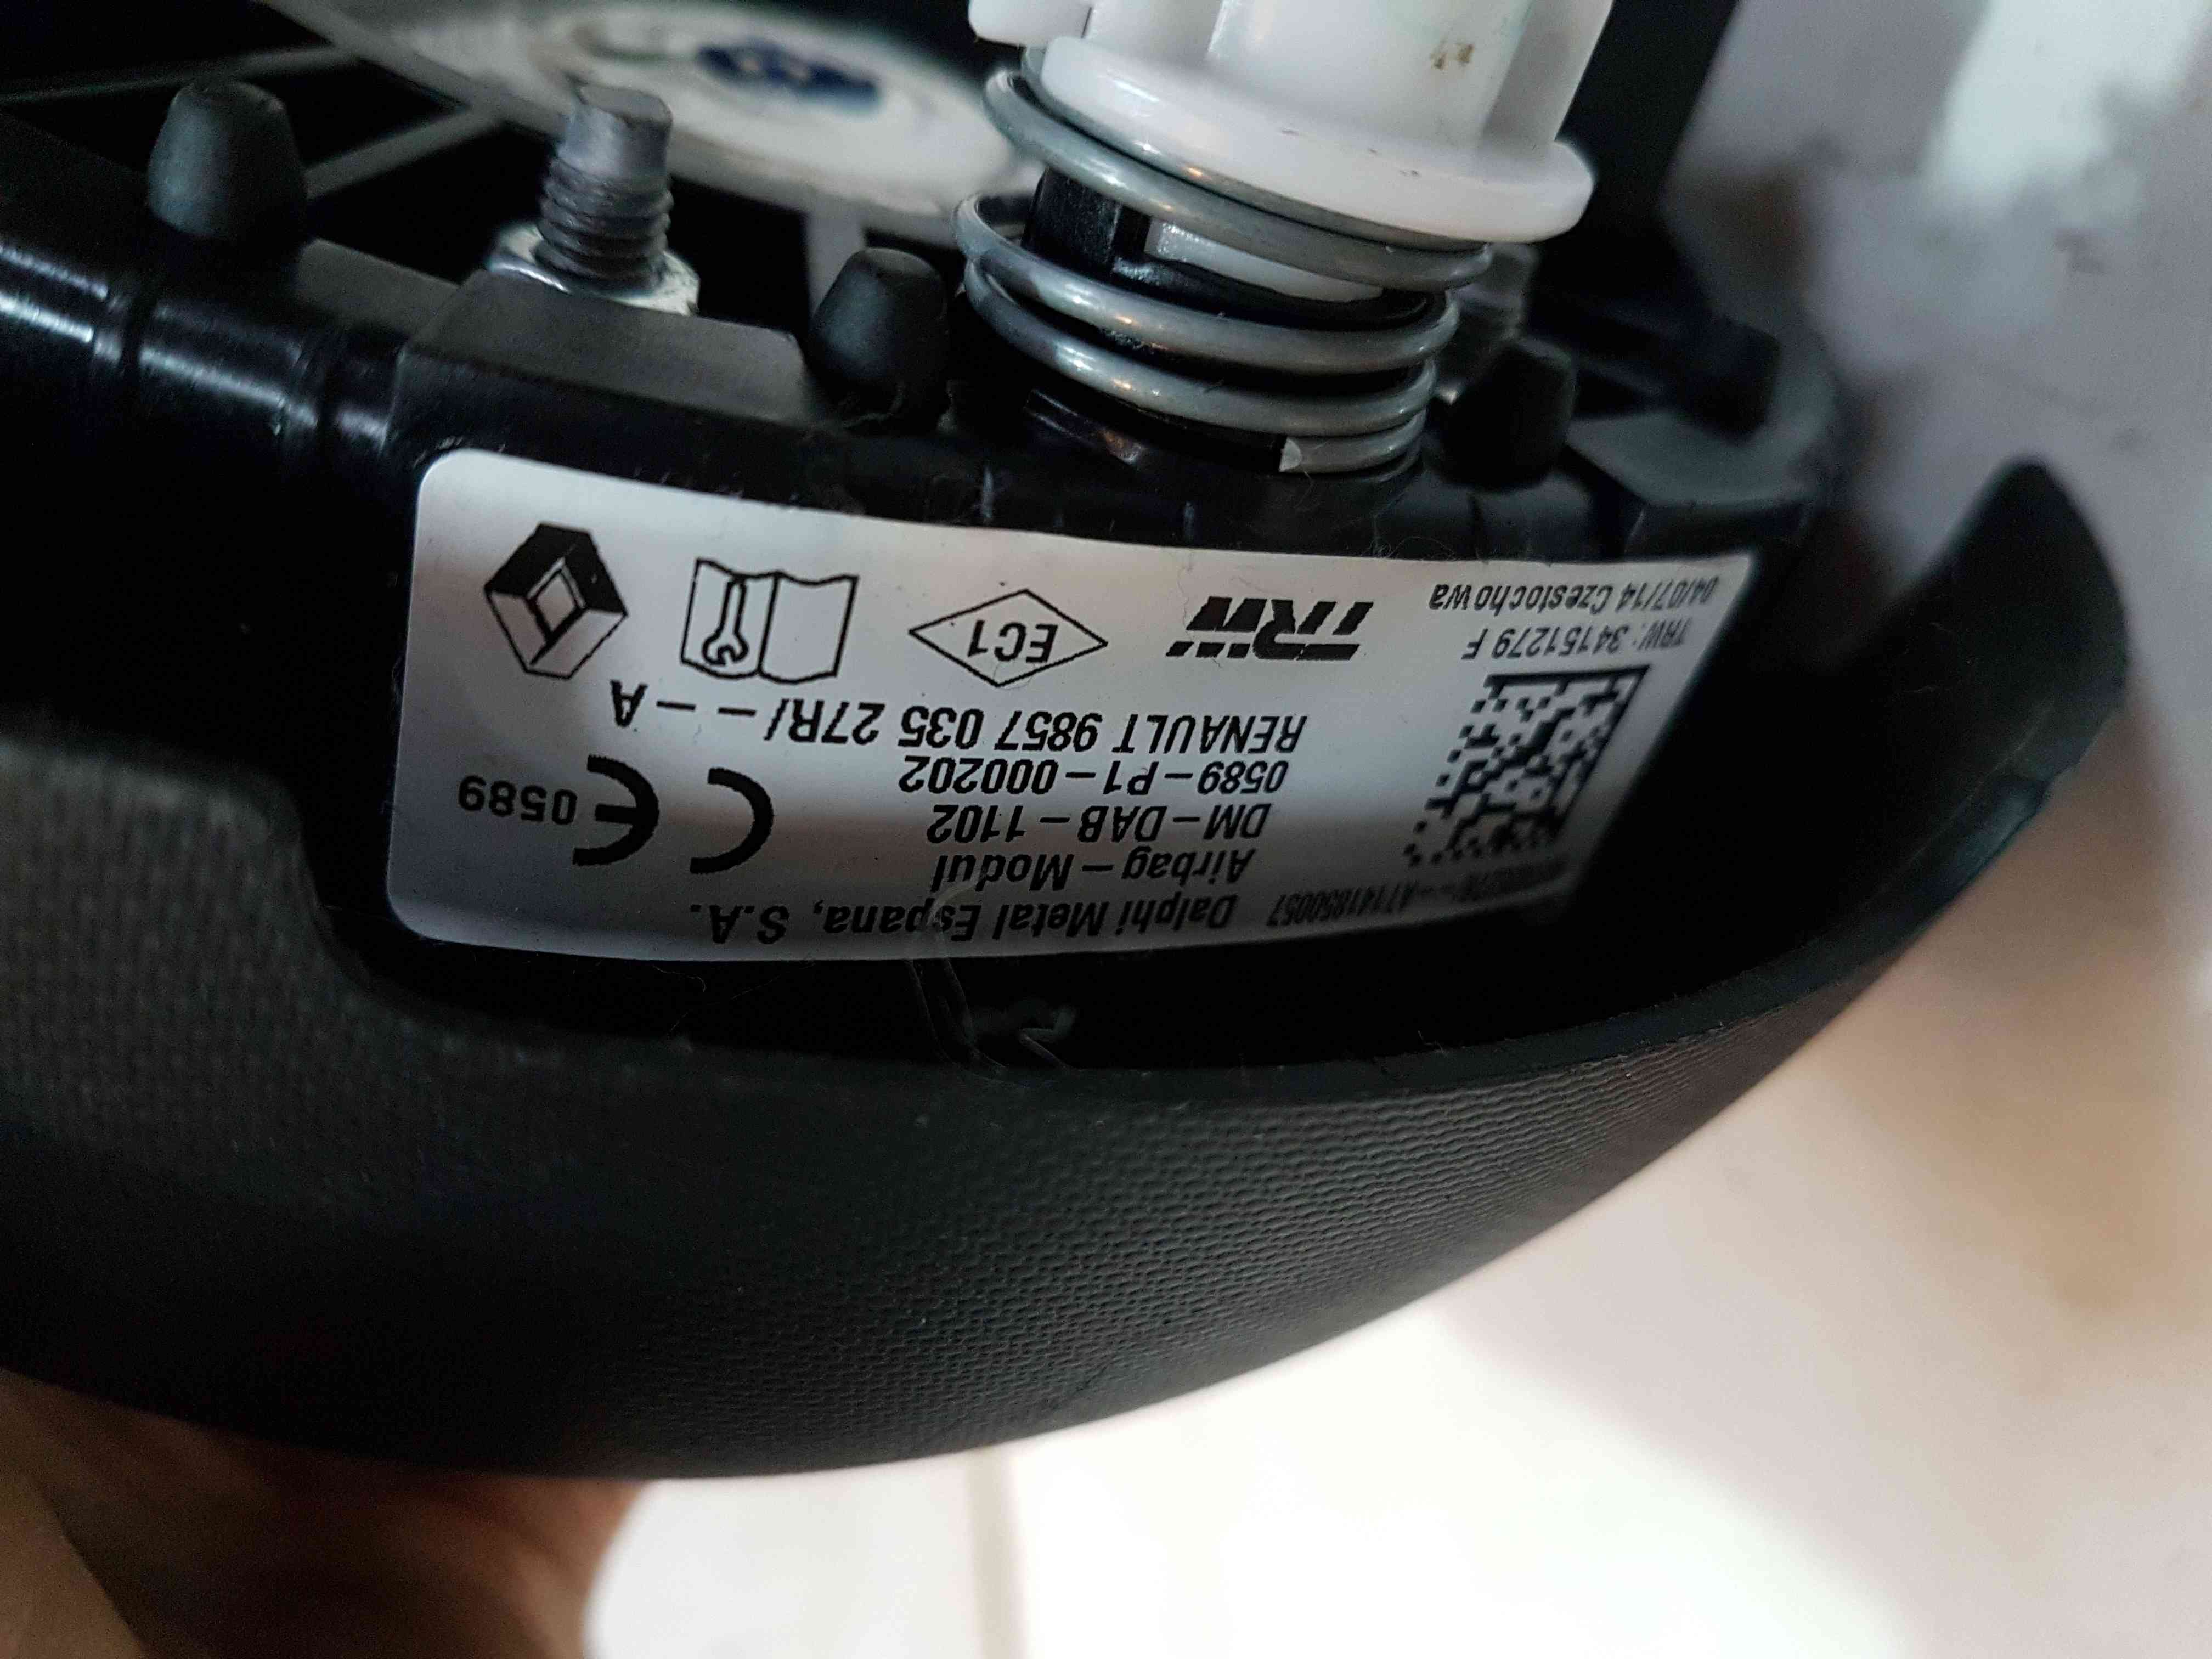 Dalphi Metal Espana, S.A.
Airbag-Modul
DM-DAB-1102
0589-P1-000202
RENAULT 9857 035 27R/---A
CE 0589
EC1
TRW
TRW: 34151279 F
04/07/14 Czestochowa